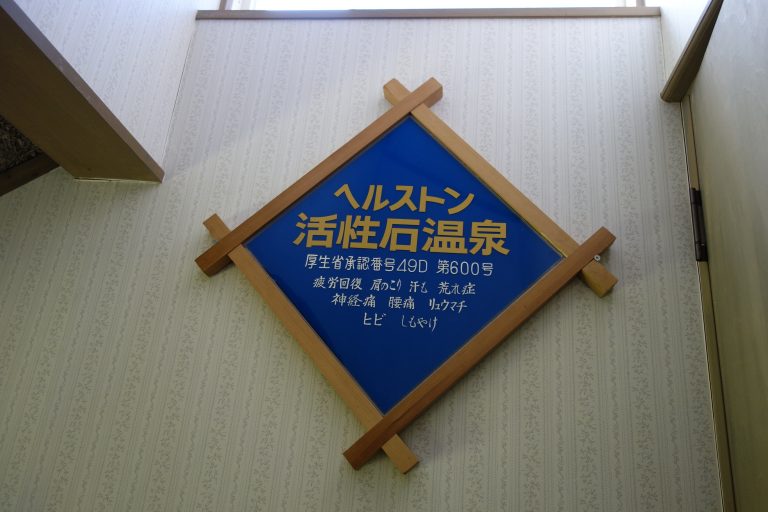 ヘルストン
活性石温泉
厚生省承認番号49D 第600号
疲労回復 肩のこり 汗も 荒れ症
神経痛 腰痛 リュウマチ
ヒビ しもやけ